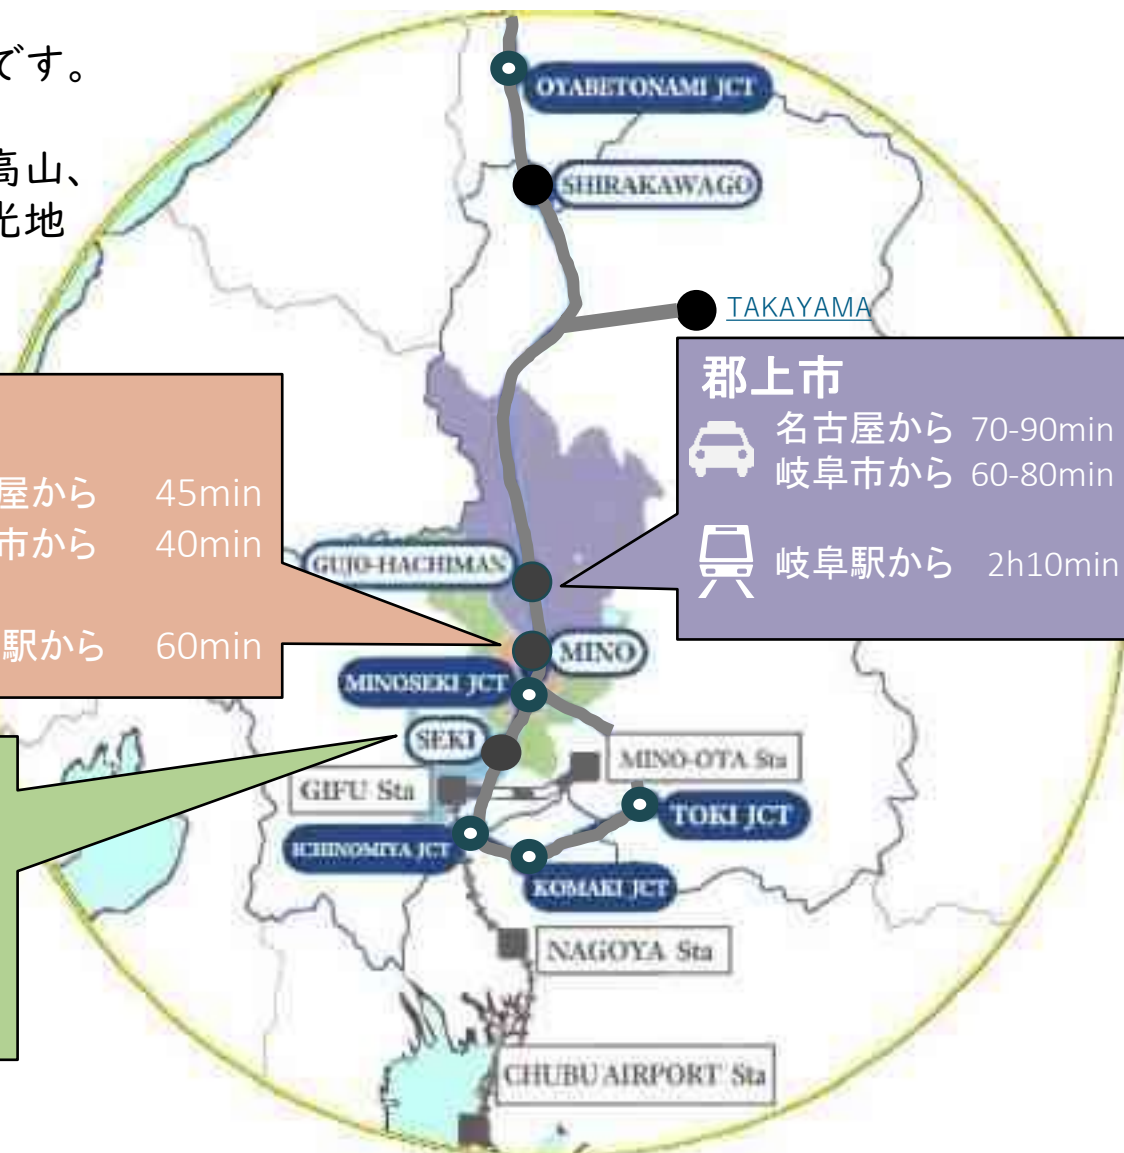 です。
高山、
光地
OYABETONAMI JCT
SHIRAKAWAGO
TAKAYAMA
郡上市
名古屋から 70-90min
岐阜市から 60-80min
岐阜駅から 2h10min
屋から 45min
市から 40min
駅から 60min
GUJO-HACHIMAN
MINO
MINOSEKI JCT
SEKI
MINO-OTA Sta
GIFU Sta
TOKI JCT
ICHINOMIYA JCT
KOMAKI JCT
NAGOYA Sta
CHUBU AIRPORT Sta